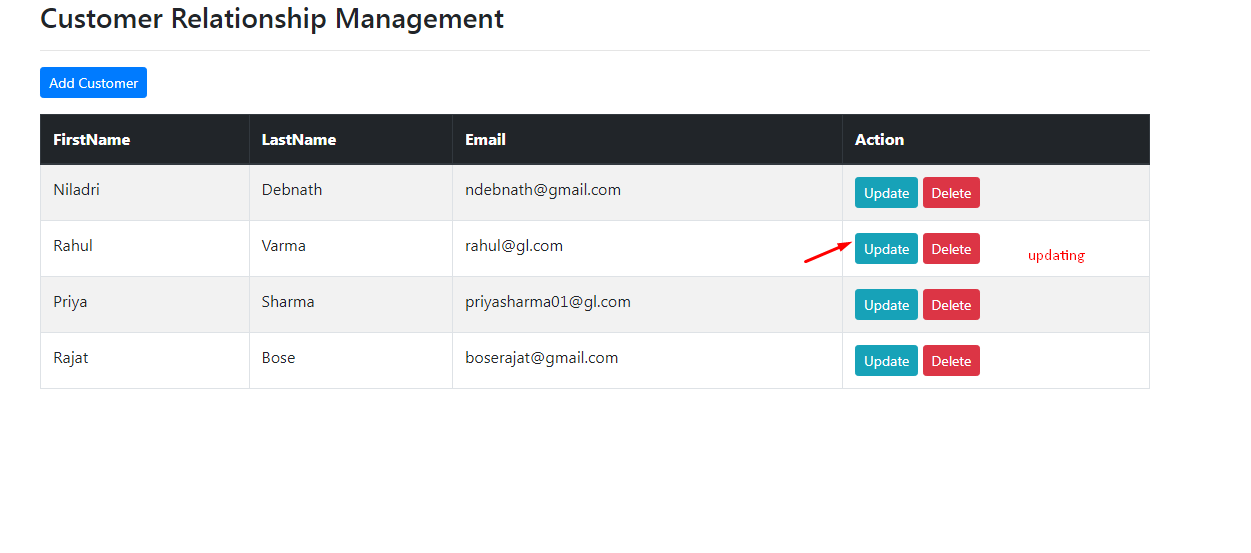 Customer Relationship Management
Add Customer
FirstName LastName Email Action
Niladri Debnath ndebnath@gmail.com Update Delete
Rahul Varma rahul@gl.com Update Delete updating
Priya Sharma priyasharma01@gl.com Update Delete
Rajat Bose boserajat@gmail.com Update Delete